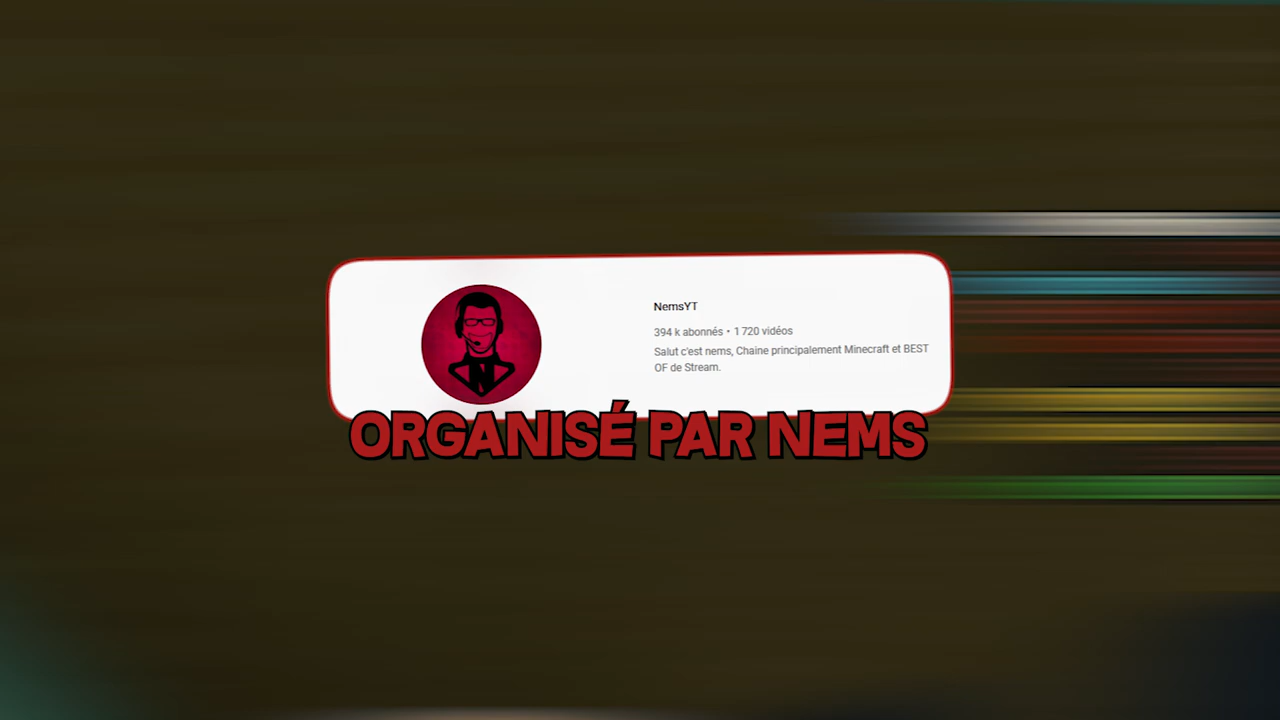 NemsYT
394 k abonnés • 1 720 vidéos
Salut c'est nems, Chaine principalement Minecraft et BEST
OF de Stream.
ORGANISÉ PAR NEMS